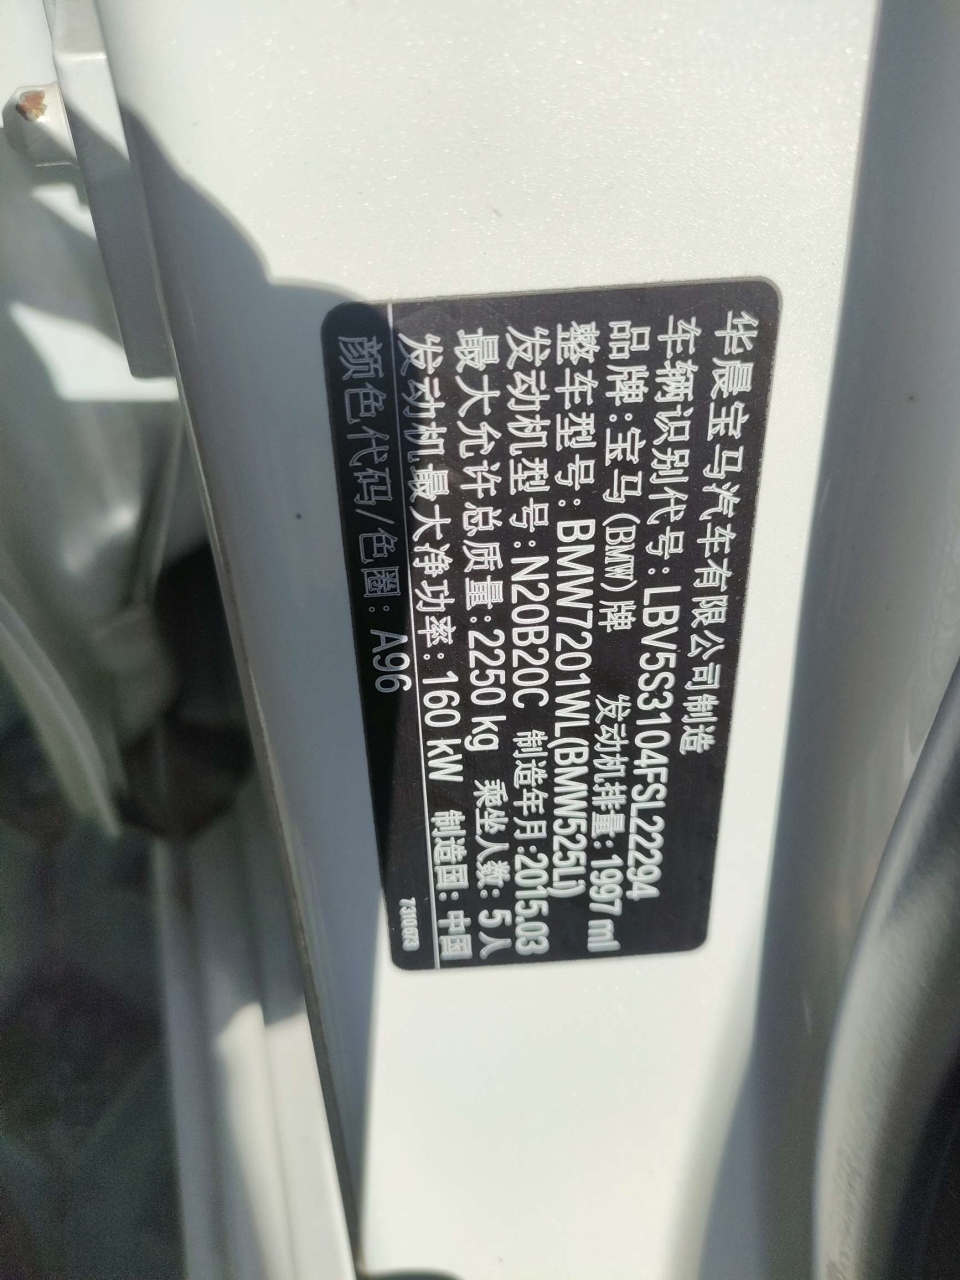 华晨宝马汽车有限公司制造
车辆识别代号：LBV5S3104FSL22294
品牌：宝马(BMW)牌 发动机排量：1997 ml
整车型号：BMW7201WL(BMW525Li)
发动机型号：N20B20C 制造年月：2015.03
最大允许总质量：2250 kg 乘坐人数：5人
发动机最大净功率：160 kW 制造国：中国
颜色代码/色圈：A96
7310673